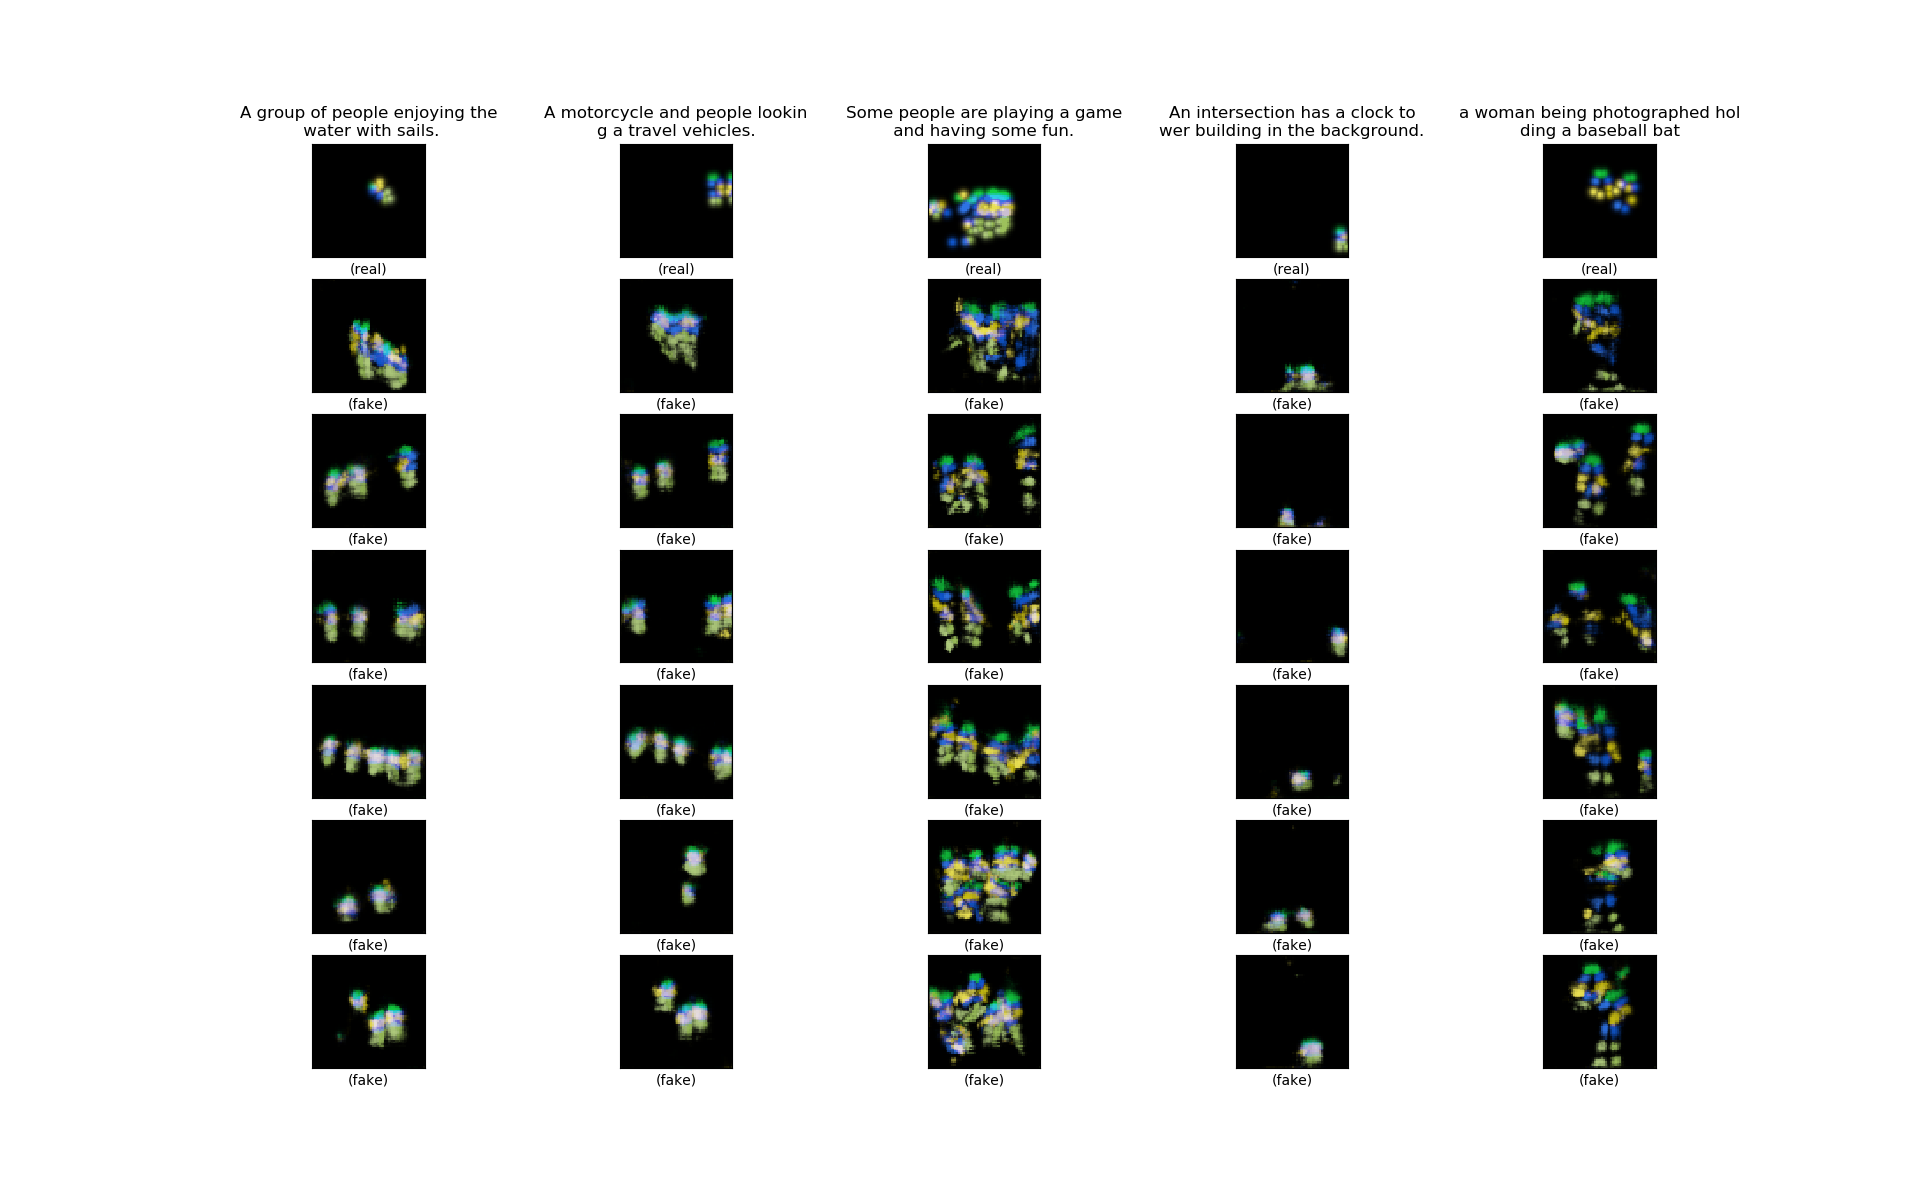 A group of people enjoying the
water with sails.
A motorcycle and people lookin
g a travel vehicles.
Some people are playing a game
and having some fun.
An intersection has a clock to
wer building in the background.
a woman being photographed hol
ding a baseball bat
(real) (real) (real) (real) (real)
(fake) (fake) (fake) (fake) (fake)
(fake) (fake) (fake) (fake) (fake)
(fake) (fake) (fake) (fake) (fake)
(fake) (fake) (fake) (fake) (fake)
(fake) (fake) (fake) (fake) (fake)
(fake) (fake) (fake) (fake) (fake)